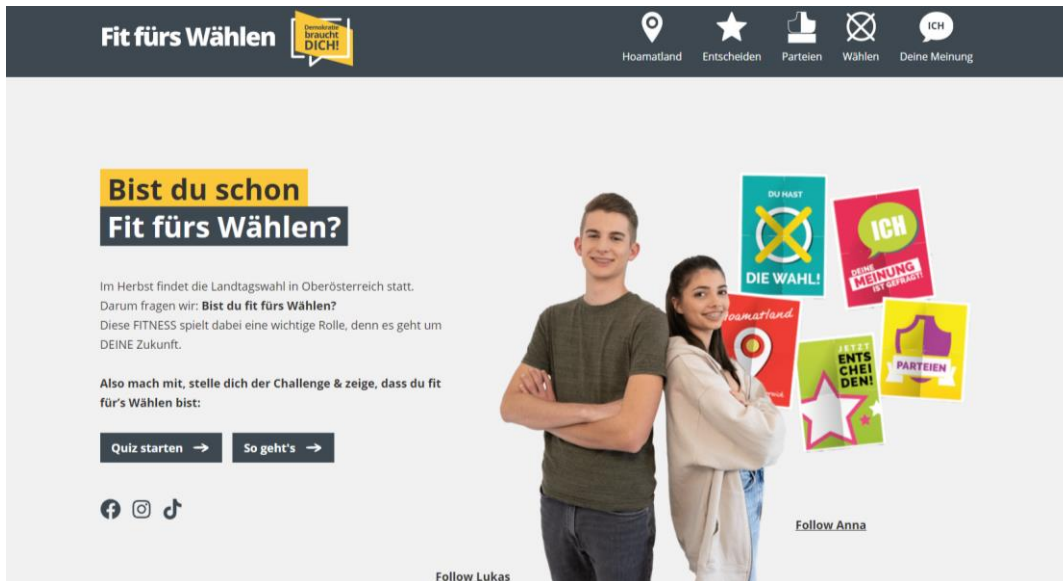 Fit fürs Wählen
Demokratie
braucht
DICH!
Hoamatland
Entscheiden
Parteien
Wählen
ICH
Deine Meinung
Bist du schon
Fit fürs Wählen?
Im Herbst findet die Landtagswahl in Oberösterreich statt.
Darum fragen wir: Bist du fit fürs Wählen?
Diese FITNESS spielt dabei eine wichtige Rolle, denn es geht um
DEINE Zukunft.
Also mach mit, stelle dich der Challenge & zeige, dass du fit
für's Wählen bist:
Quiz starten →
So geht's →
DU HAST
DIE WAHL!
ICH
DEINE
MEINUNG
IST GEFRAGT!
Hoamatland
JETZT
ENTS
CHEI
DEN!
PARTEIEN
Follow Anna
Follow Lukas